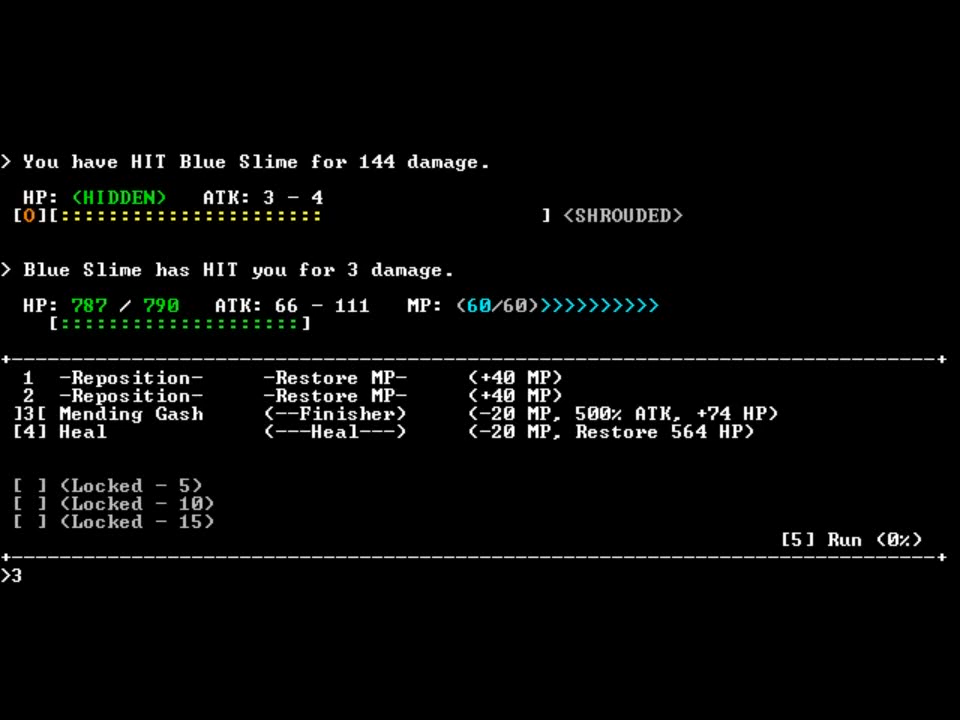 > You have HIT Blue Slime for 144 damage.
HP: <HIDDEN> ATK: 3 - 4
[O][:::::::::::::::::::::: ] <SHROUDED>
> Blue Slime has HIT you for 3 damage.
HP: 787 / 790 ATK: 66 - 111 MP: (60/60)>>>>>>>>>>
[::::::::::::::::::::]
+------------------------------------------------------------------------------+
1 -Reposition- -Restore MP- (+40 MP)
2 -Reposition- -Restore MP- (+40 MP)
]3[ Mending Gash (--Finisher) (-20 MP, 500% ATK, +74 HP)
[4] Heal (---Heal---) (-20 MP, Restore 564 HP)
[ ] (Locked - 5)
[ ] (Locked - 10)
[ ] (Locked - 15)
[5] Run (0%)
+------------------------------------------------------------------------------+
>3